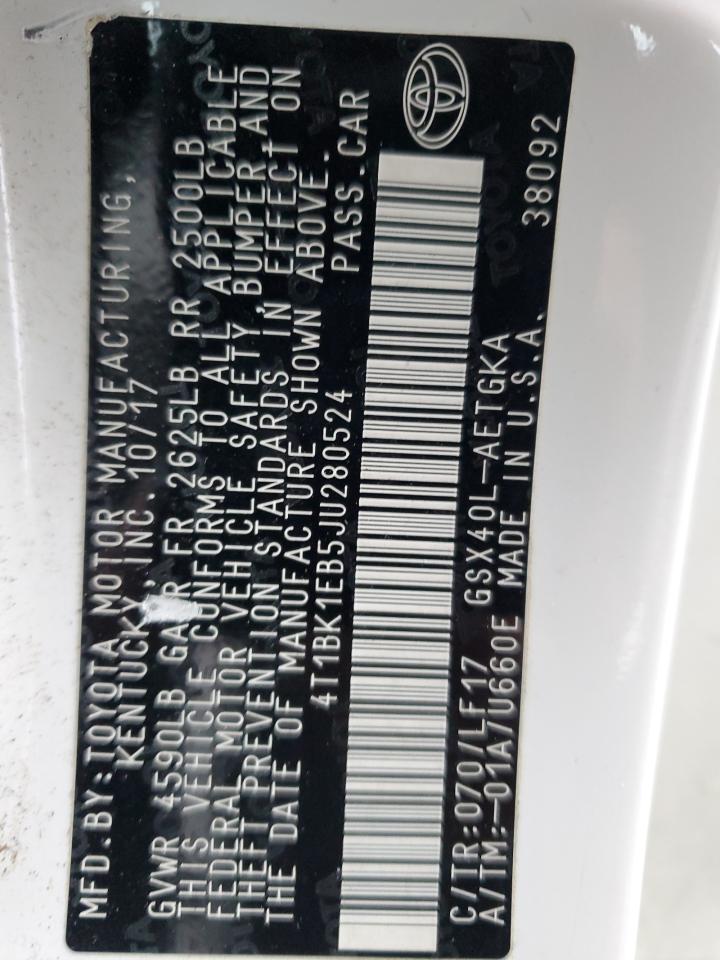 MFD.BY:TOYOTA MOTOR MANUFACTURING,
KENTUCKY, INC. 10/17
GVWR 4590LB GAWR FR 2625LB RR 2500LB
THIS VEHICLE CONFORMS TO ALL APPLICABLE
FEDERAL MOTOR VEHICLE SAFETY, BUMPER AND
THEFT PREVENTION STANDARDS IN EFFECT ON
THE DATE OF MANUFACTURE SHOWN ABOVE.
4T1BK1EB5JU280524 PASS.CAR
C/TR:070/LF17 GSX40L-AETGKA
A/TM:-01A/U660E MADE IN U.S.A. 38092